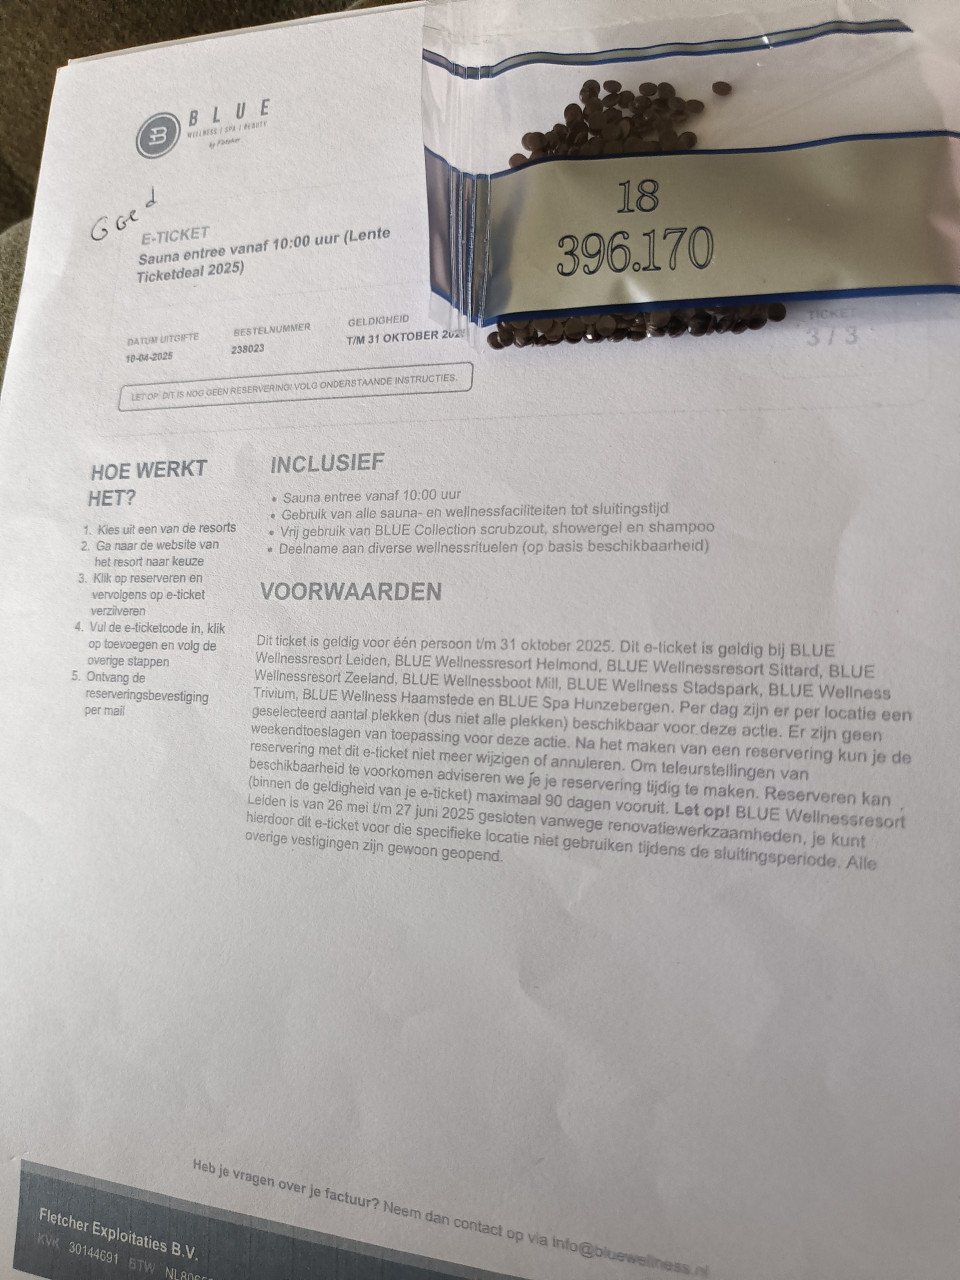 BLUE
WELLNESS | SPA | BEAUTY
by Fletcher
Goed
E-TICKET
Sauna entree vanaf 10:00 uur (Lente
Ticketdeal 2025)
18
396.170
DATUM UITGIFTE
10-04-2025
BESTELNUMMER
238023
GELDIGHEID
T/M 31 OKTOBER 2025
TICKET
3 / 3
LET OP: DIT IS NOG GEEN RESERVERING! VOLG ONDERSTAANDE INSTRUCTIES.
HOE WERKT
HET?
1. Kies uit een van de resorts
2. Ga naar de website van
het resort naar keuze
3. Klik op reserveren en
vervolgens op e-ticket
verzilveren
4. Vul de e-ticketcode in, klik
op toevoegen en volg de
overige stappen
5. Ontvang de
reserveringsbevestiging
per mail
INCLUSIEF
• Sauna entree vanaf 10:00 uur
• Gebruik van alle sauna- en wellnessfaciliteiten tot sluitingstijd
• Vrij gebruik van BLUE Collection scrubzout, showergel en shampoo
• Deelname aan diverse wellnessrituelen (op basis beschikbaarheid)
VOORWAARDEN
Dit ticket is geldig voor één persoon t/m 31 oktober 2025. Dit e-ticket is geldig bij BLUE
Wellnessresort Leiden, BLUE Wellnessresort Helmond, BLUE Wellnessresort Sittard, BLUE
Wellnessresort Zeeland, BLUE Wellnessboot Mill, BLUE Wellness Stadspark, BLUE Wellness
Trivium, BLUE Wellness Haamstede en BLUE Spa Hunzebergen. Per dag zijn er per locatie een
geselecteerd aantal plekken (dus niet alle plekken) beschikbaar voor deze actie. Er zijn geen
weekendtoeslagen van toepassing voor deze actie. Na het maken van een reservering kun je de
reservering met dit e-ticket niet meer wijzigen of annuleren. Om teleurstellingen van
beschikbaarheid te voorkomen adviseren we je je reservering tijdig te maken. Reserveren kan
(binnen de geldigheid van je e-ticket) maximaal 90 dagen vooruit. Let op! BLUE Wellnessresort
Leiden is van 26 mei t/m 27 juni 2025 gesloten vanwege renovatiewerkzaamheden, je kunt
hierdoor dit e-ticket voor die specifieke locatie niet gebruiken tijdens de sluitingsperiode. Alle
overige vestigingen zijn gewoon geopend.
Heb je vragen over je factuur? Neem dan contact op via info@bluewellness.nl
Fletcher Exploitaties B.V.
KVK 30144691 BTW